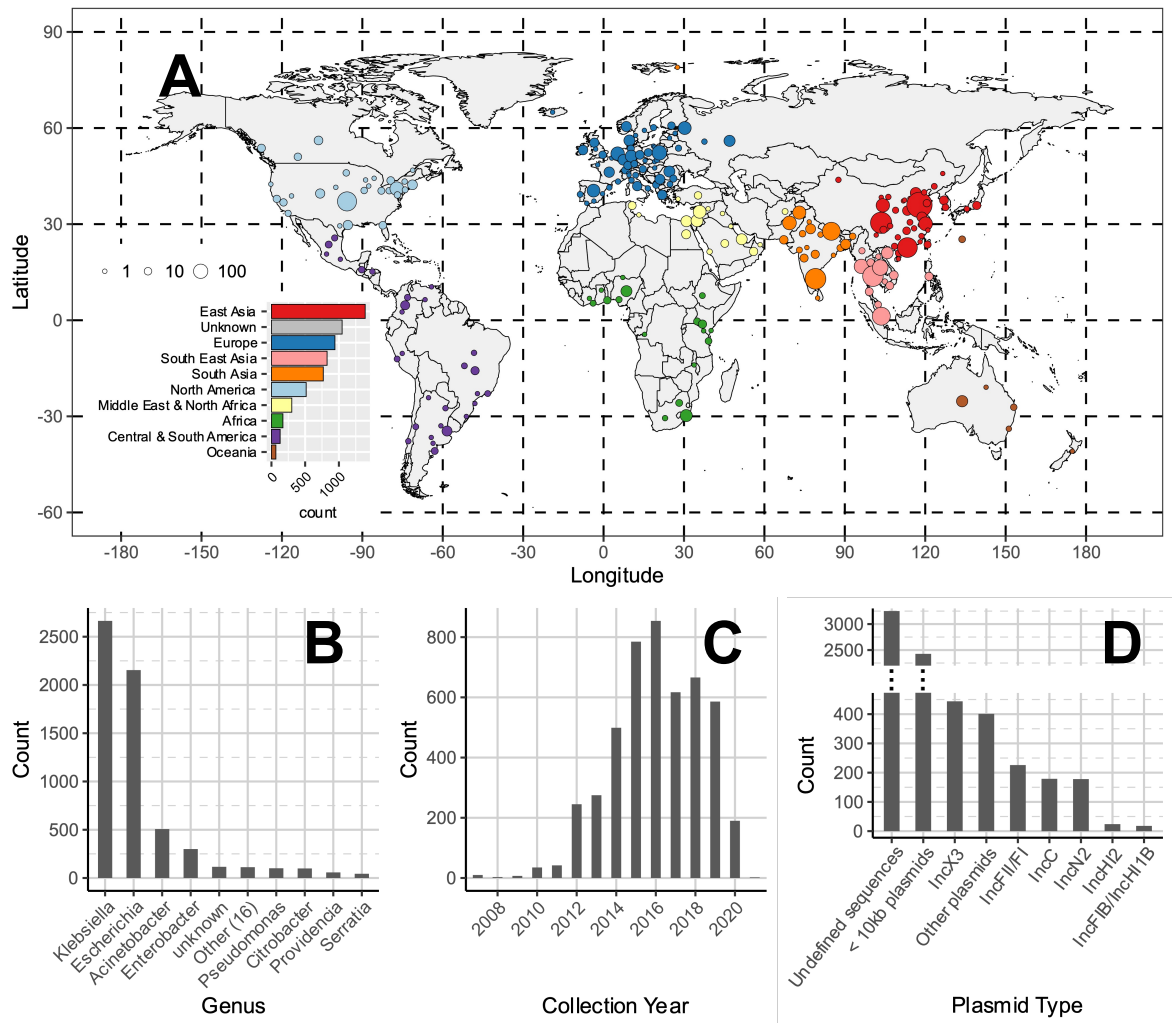 A
90
60
30
0
-30
-60
Latitude
1 10 100
East Asia
Unknown
Europe
South East Asia
South Asia
North America
Middle East & North Africa
Africa
Central & South America
Oceania
0 500 1000
count
-180 -150 -120 -90 -60 -30 0 30 60 90 120 150 180
Longitude
B
2500
2000
1500
1000
500
0
Count
Klebsiella
Escherichia
Acinetobacter
Enterobacter
unknown
Other (16)
Pseudomonas
Citrobacter
Providencia
Serratia
Genus
C
800
600
400
200
0
Count
2008 2010 2012 2014 2016 2018 2020
Collection Year
D
3000
2500
400
300
200
100
0
Count
Undefined sequences
< 10kb plasmids
IncX3
Other plasmids
IncFII/FI
IncC
IncN2
IncHI2
IncFIB/IncHI1B
Plasmid Type